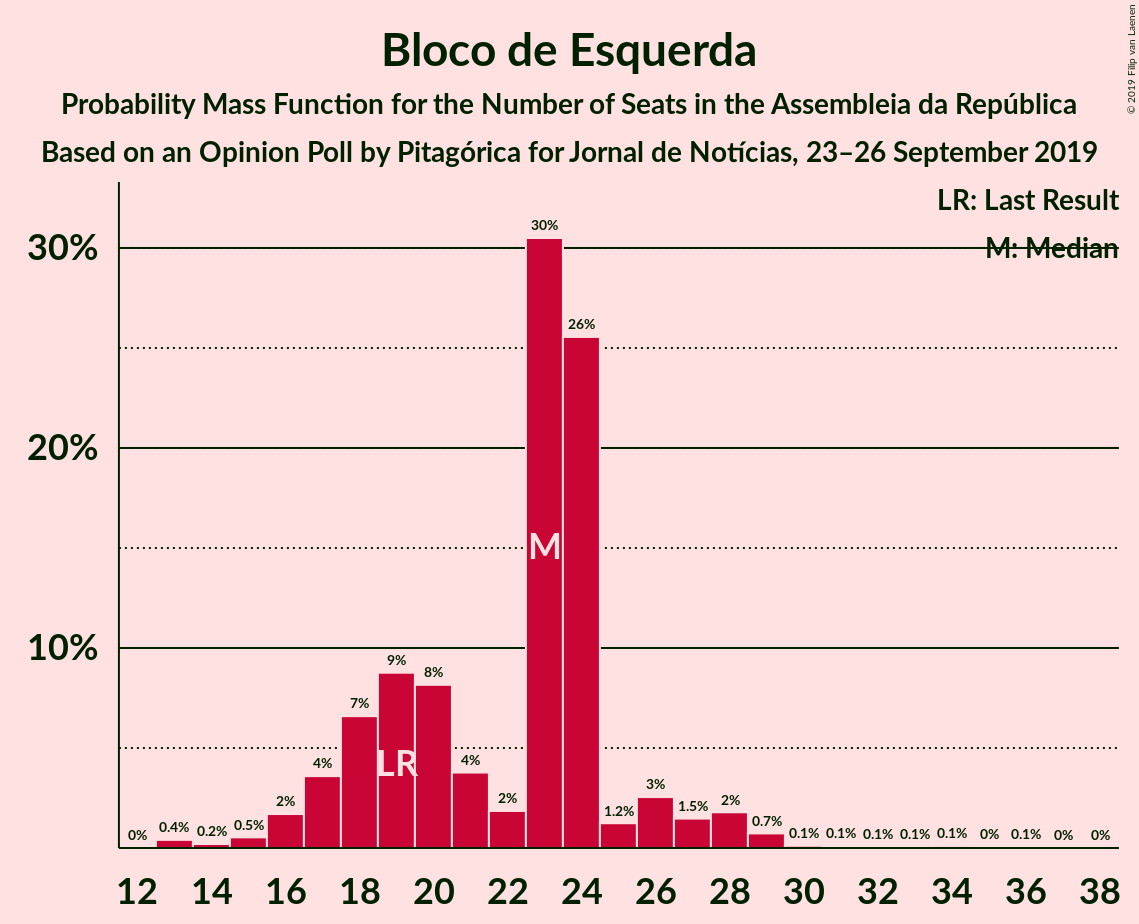 Bloco de Esquerda
Probability Mass Function for the Number of Seats in the Assembleia da República
Based on an Opinion Poll by Pitagórica for Jornal de Notícias, 23–26 September 2019
© 2019 Filip van Laenen
LR: Last Result
M: Median
30%
20%
10%
0% 0.4% 0.2% 0.5% 2% 4% 7% 9% 8% 4% 2% 30% 26% 1.2% 3% 1.5% 2% 0.7% 0.1% 0.1% 0.1% 0.1% 0.1% 0% 0.1% 0% 0%
M
LR
12 14 16 18 20 22 24 26 28 30 32 34 36 38